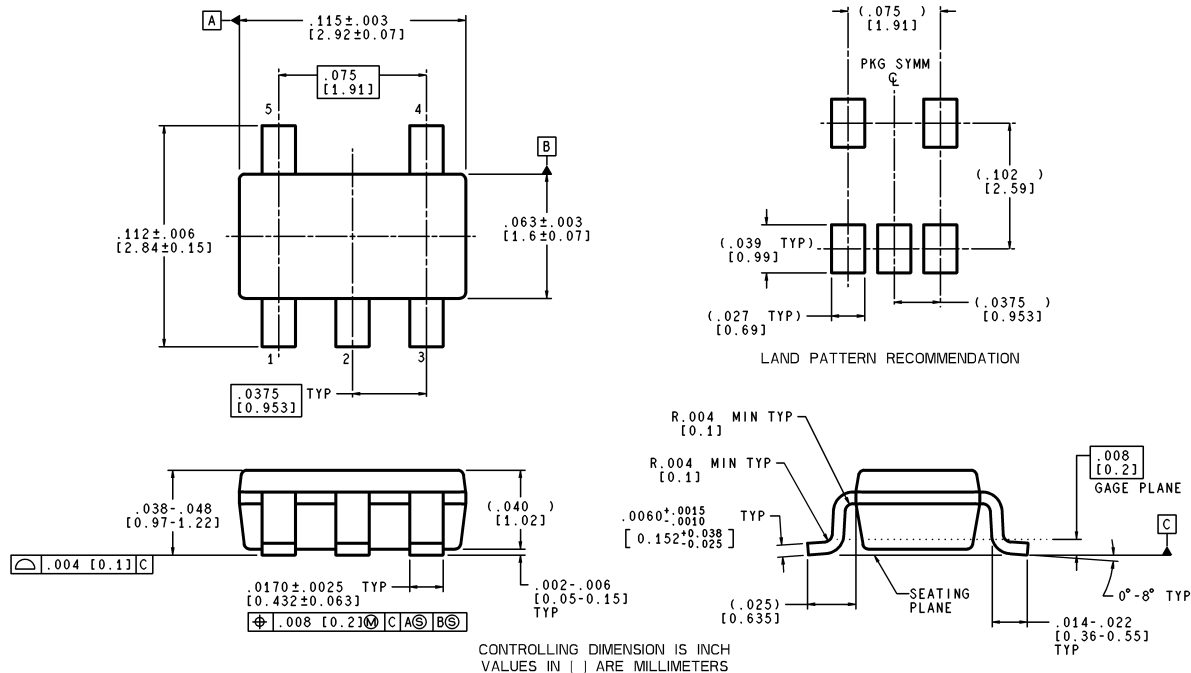 A
.115±.003
[2.92±0.07]
.075
[1.91]
5
4
B
.112±.006
[2.84±0.15]
.063±.003
[1.6±0.07]
1
2
3
.0375 TYP
[0.953]
(.075 )
[1.91]
PKG SYMM
℄
(.102 )
[2.59]
(.039 TYP)
[0.99]
(.027 TYP)
[0.69]
(.0375 )
[0.953]
LAND PATTERN RECOMMENDATION
.038-.048
[0.97-1.22]
(.040 )
[1.02]
⌓ .004 [0.1] C
.0170±.0025 TYP
[0.432±0.063]
⌖ .008 [0.2]Ⓜ C AⓈ BⓈ
.002-.006
[0.05-0.15]
TYP
R.004 MIN TYP
[0.1]
R.004 MIN TYP
[0.1]
.0060+.0015-.0010 TYP
[0.152+0.038-0.025]
.008
[0.2]
GAGE PLANE
C
SEATING
PLANE
0°-8° TYP
(.025)
[0.635]
.014-.022
[0.36-0.55]
TYP
CONTROLLING DIMENSION IS INCH
VALUES IN [ ] ARE MILLIMETERS